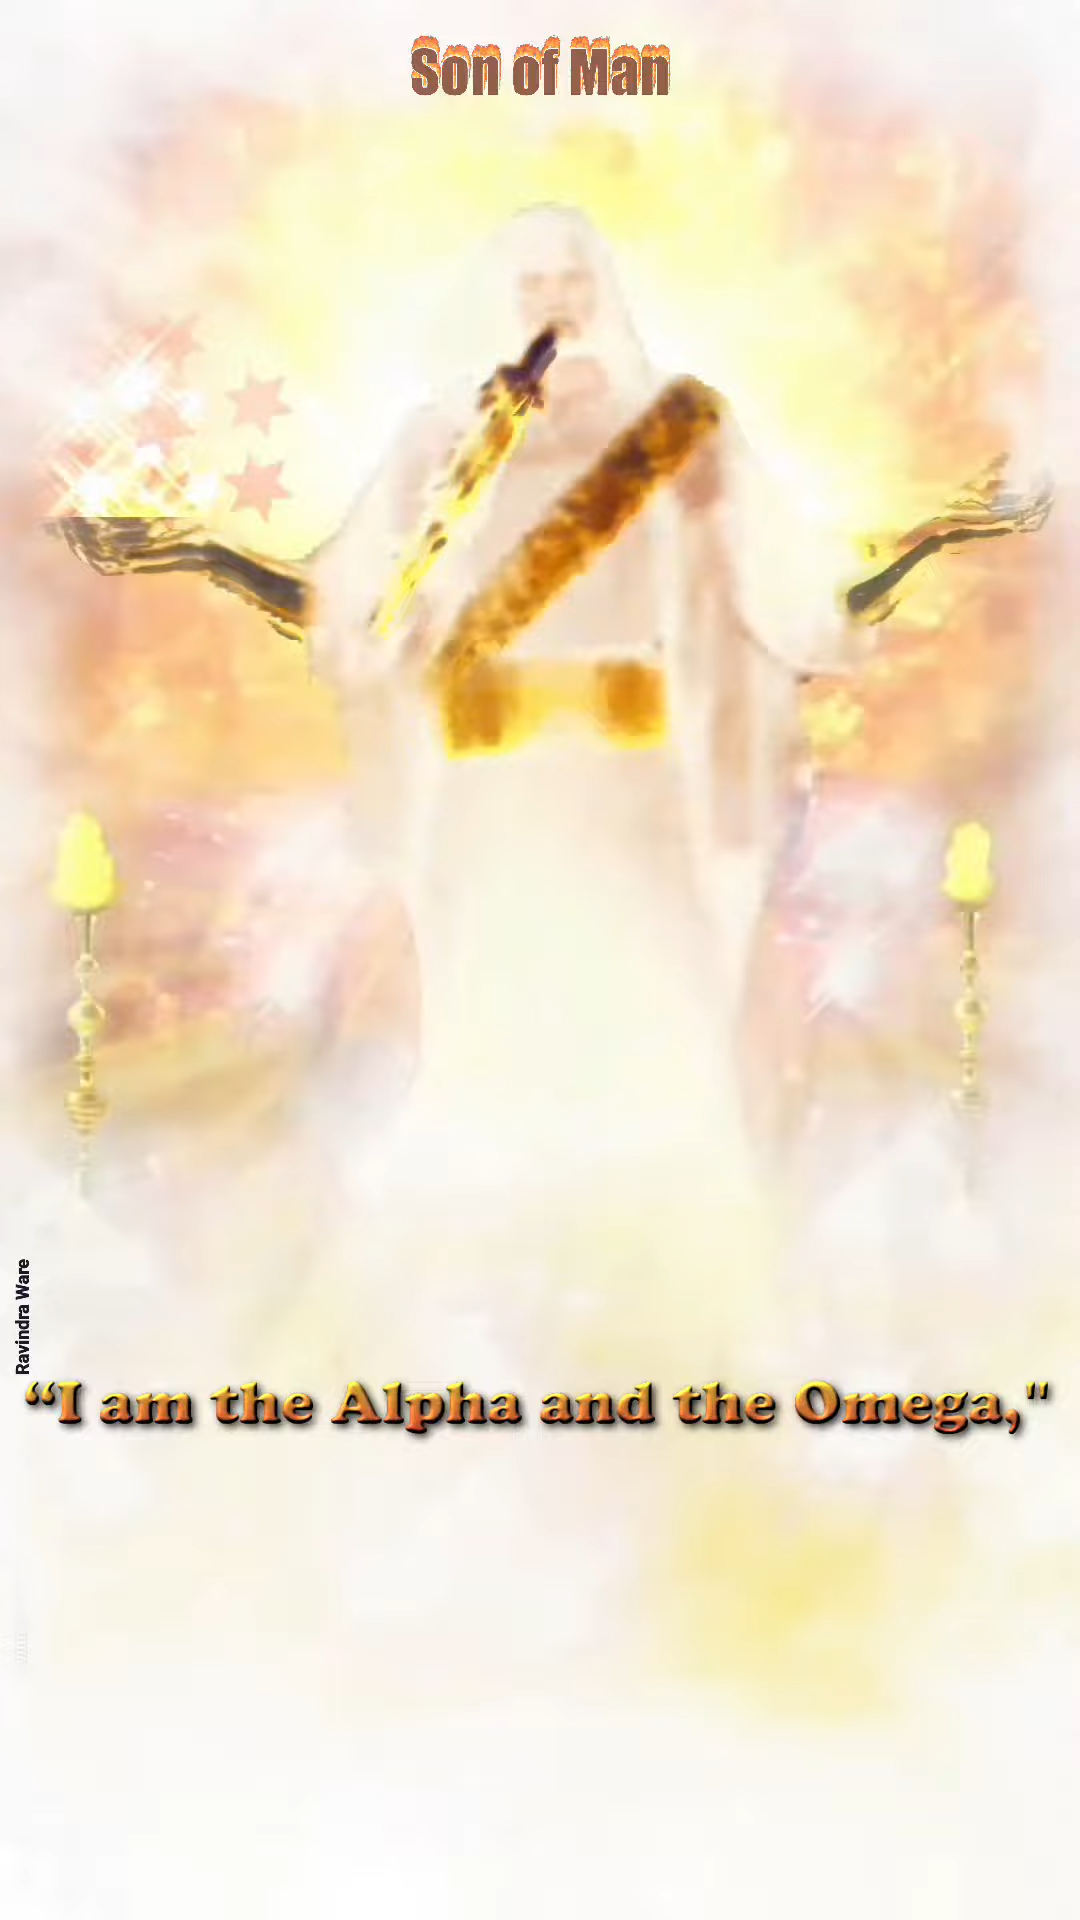 Son of Man
Ravindra Ware
“I am the Alpha and the Omega,"